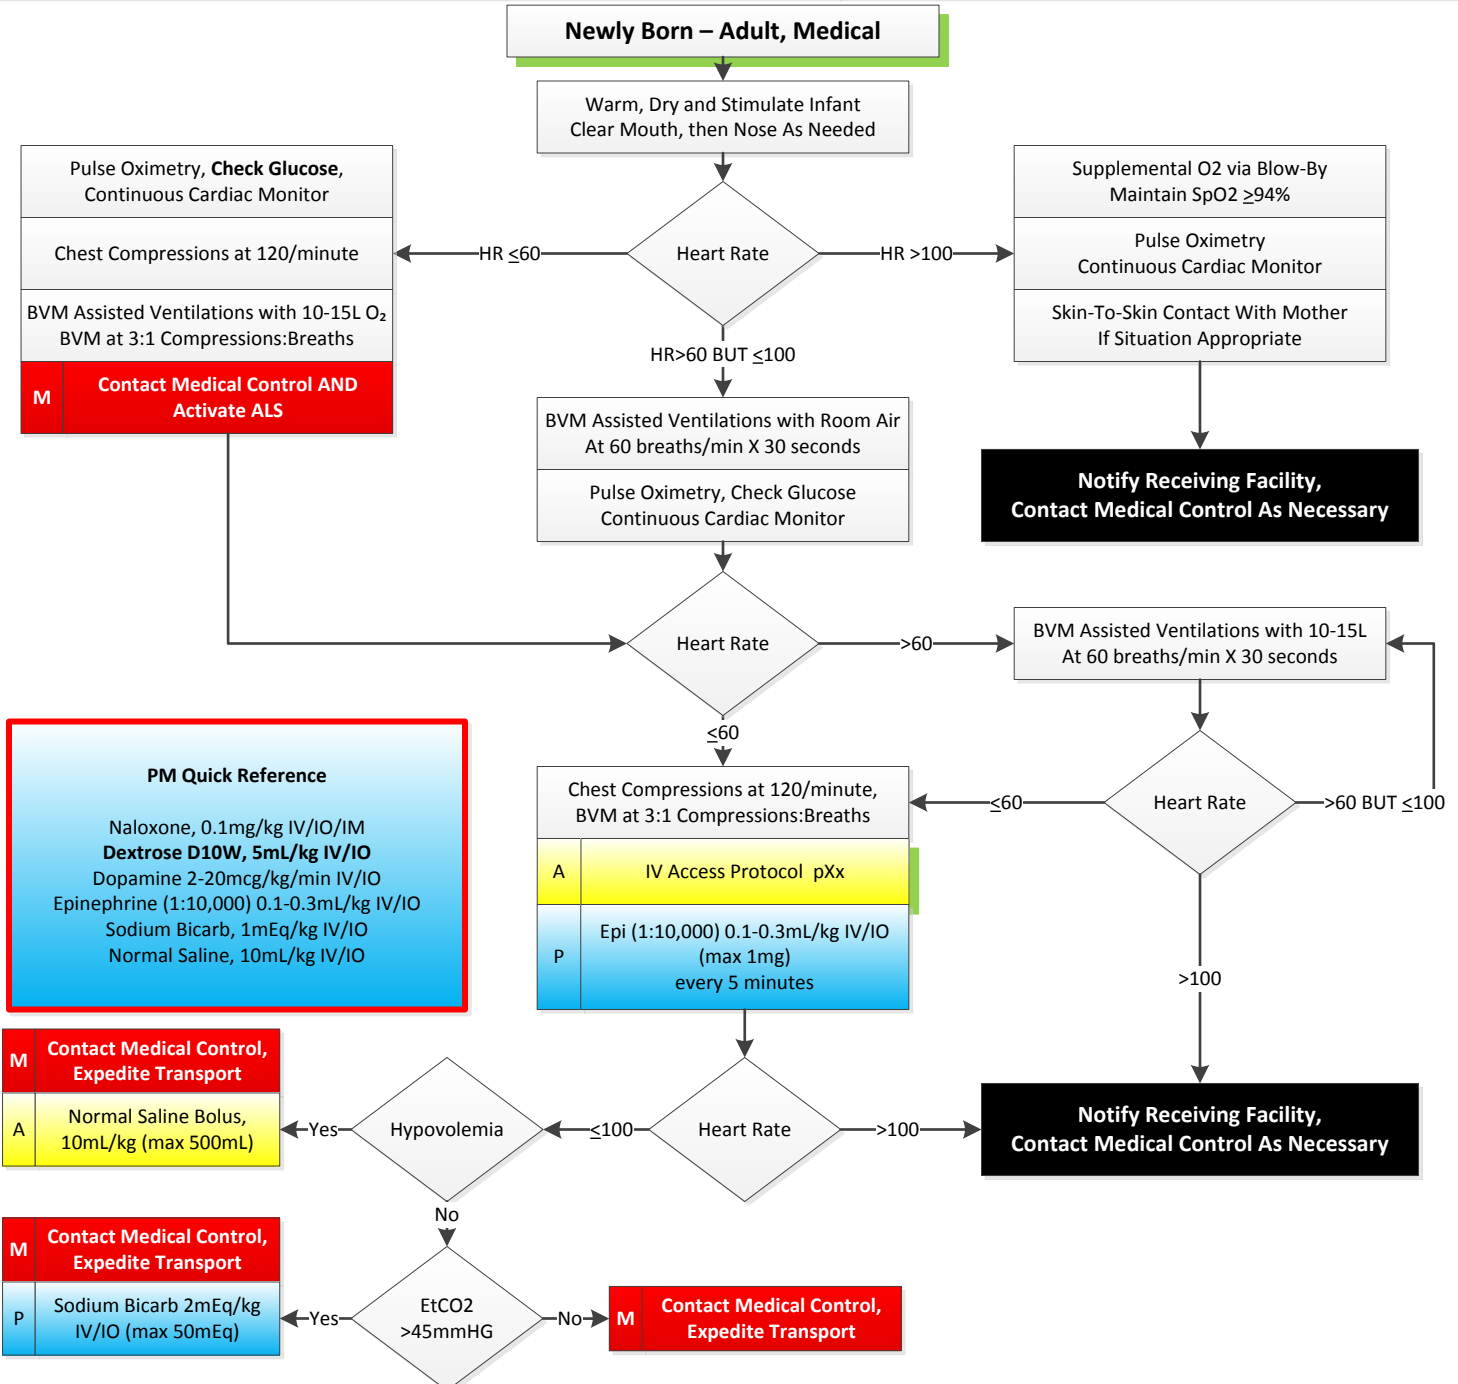 Newly Born – Adult, Medical
Warm, Dry and Stimulate Infant
Clear Mouth, then Nose As Needed
Pulse Oximetry, Check Glucose,
Continuous Cardiac Monitor
Chest Compressions at 120/minute
BVM Assisted Ventilations with 10-15L O₂
BVM at 3:1 Compressions:Breaths
M
Contact Medical Control AND
Activate ALS
HR ≤60
Heart Rate
HR >100
Supplemental O2 via Blow-By
Maintain SpO2 ≥94%
Pulse Oximetry
Continuous Cardiac Monitor
Skin-To-Skin Contact With Mother
If Situation Appropriate
HR>60 BUT ≤100
BVM Assisted Ventilations with Room Air
At 60 breaths/min X 30 seconds
Pulse Oximetry, Check Glucose
Continuous Cardiac Monitor
Notify Receiving Facility,
Contact Medical Control As Necessary
Heart Rate
>60
BVM Assisted Ventilations with 10-15L
At 60 breaths/min X 30 seconds
≤60
PM Quick Reference
Naloxone, 0.1mg/kg IV/IO/IM
Dextrose D10W, 5mL/kg IV/IO
Dopamine 2-20mcg/kg/min IV/IO
Epinephrine (1:10,000) 0.1-0.3mL/kg IV/IO
Sodium Bicarb, 1mEq/kg IV/IO
Normal Saline, 10mL/kg IV/IO
Chest Compressions at 120/minute,
BVM at 3:1 Compressions:Breaths
A
IV Access Protocol pXx
P
Epi (1:10,000) 0.1-0.3mL/kg IV/IO
(max 1mg)
every 5 minutes
≤60
Heart Rate
>60 BUT ≤100
>100
M
Contact Medical Control,
Expedite Transport
A
Normal Saline Bolus,
10mL/kg (max 500mL)
Yes
Hypovolemia
≤100
Heart Rate
>100
Notify Receiving Facility,
Contact Medical Control As Necessary
No
M
Contact Medical Control,
Expedite Transport
P
Sodium Bicarb 2mEq/kg
IV/IO (max 50mEq)
Yes
EtCO2
>45mmHG
No
M
Contact Medical Control,
Expedite Transport